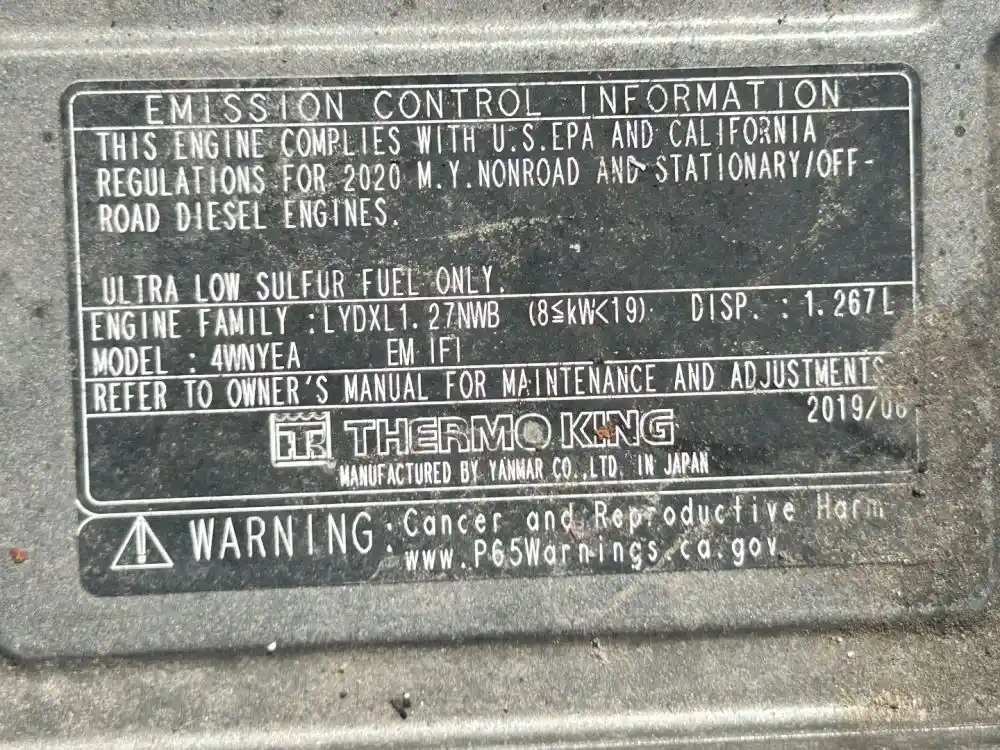 EMISSION CONTROL INFORMATION
THIS ENGINE COMPLIES WITH U.S.EPA AND CALIFORNIA
REGULATIONS FOR 2020 M.Y.NONROAD AND STATIONARY/OFF-
ROAD DIESEL ENGINES.
ULTRA LOW SULFUR FUEL ONLY.
ENGINE FAMILY :LYDXL1.27NWB (8≦kW<19) DISP. : 1.267L
MODEL : 4WNYEA EM IFI
REFER TO OWNER'S MANUAL FOR MAINTENANCE AND ADJUSTMENTS
2019/06
TK THERMO KING
MANUFACTURED BY YANMAR CO.,LTD. IN JAPAN
WARNING: Cancer and Reproductive Harm
www.P65Warnings.ca.gov